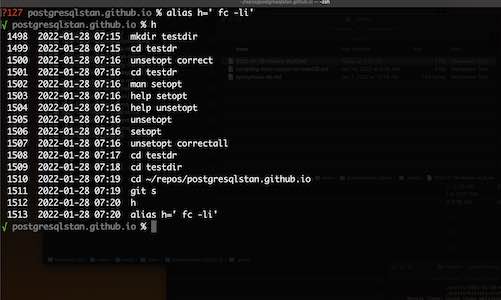 ~/repos/postgresqlstan.github.io — -zsh
?127 postgresqlstan.github.io % alias h=' fc -li'
√ postgresqlstan.github.io % h
1498 2022-01-28 07:15 mkdir testdir
1499 2022-01-28 07:15 cd testdr
1500 2022-01-28 07:16 unsetopt correct
1501 2022-01-28 07:16 cd testdr
1502 2022-01-28 07:16 man setopt
1503 2022-01-28 07:16 help setopt
1504 2022-01-28 07:16 help unsetopt
1505 2022-01-28 07:16 unsetopt
1506 2022-01-28 07:16 setopt
1507 2022-01-28 07:16 unsetopt correctall
1508 2022-01-28 07:17 cd testdr
1509 2022-01-28 07:18 cd testdir
1510 2022-01-28 07:19 cd ~/repos/postgresqlstan.github.io
1511 2022-01-28 07:19 git s
1512 2022-01-28 07:20 h
1513 2022-01-28 07:20 alias h=' fc -li'
√ postgresqlstan.github.io %